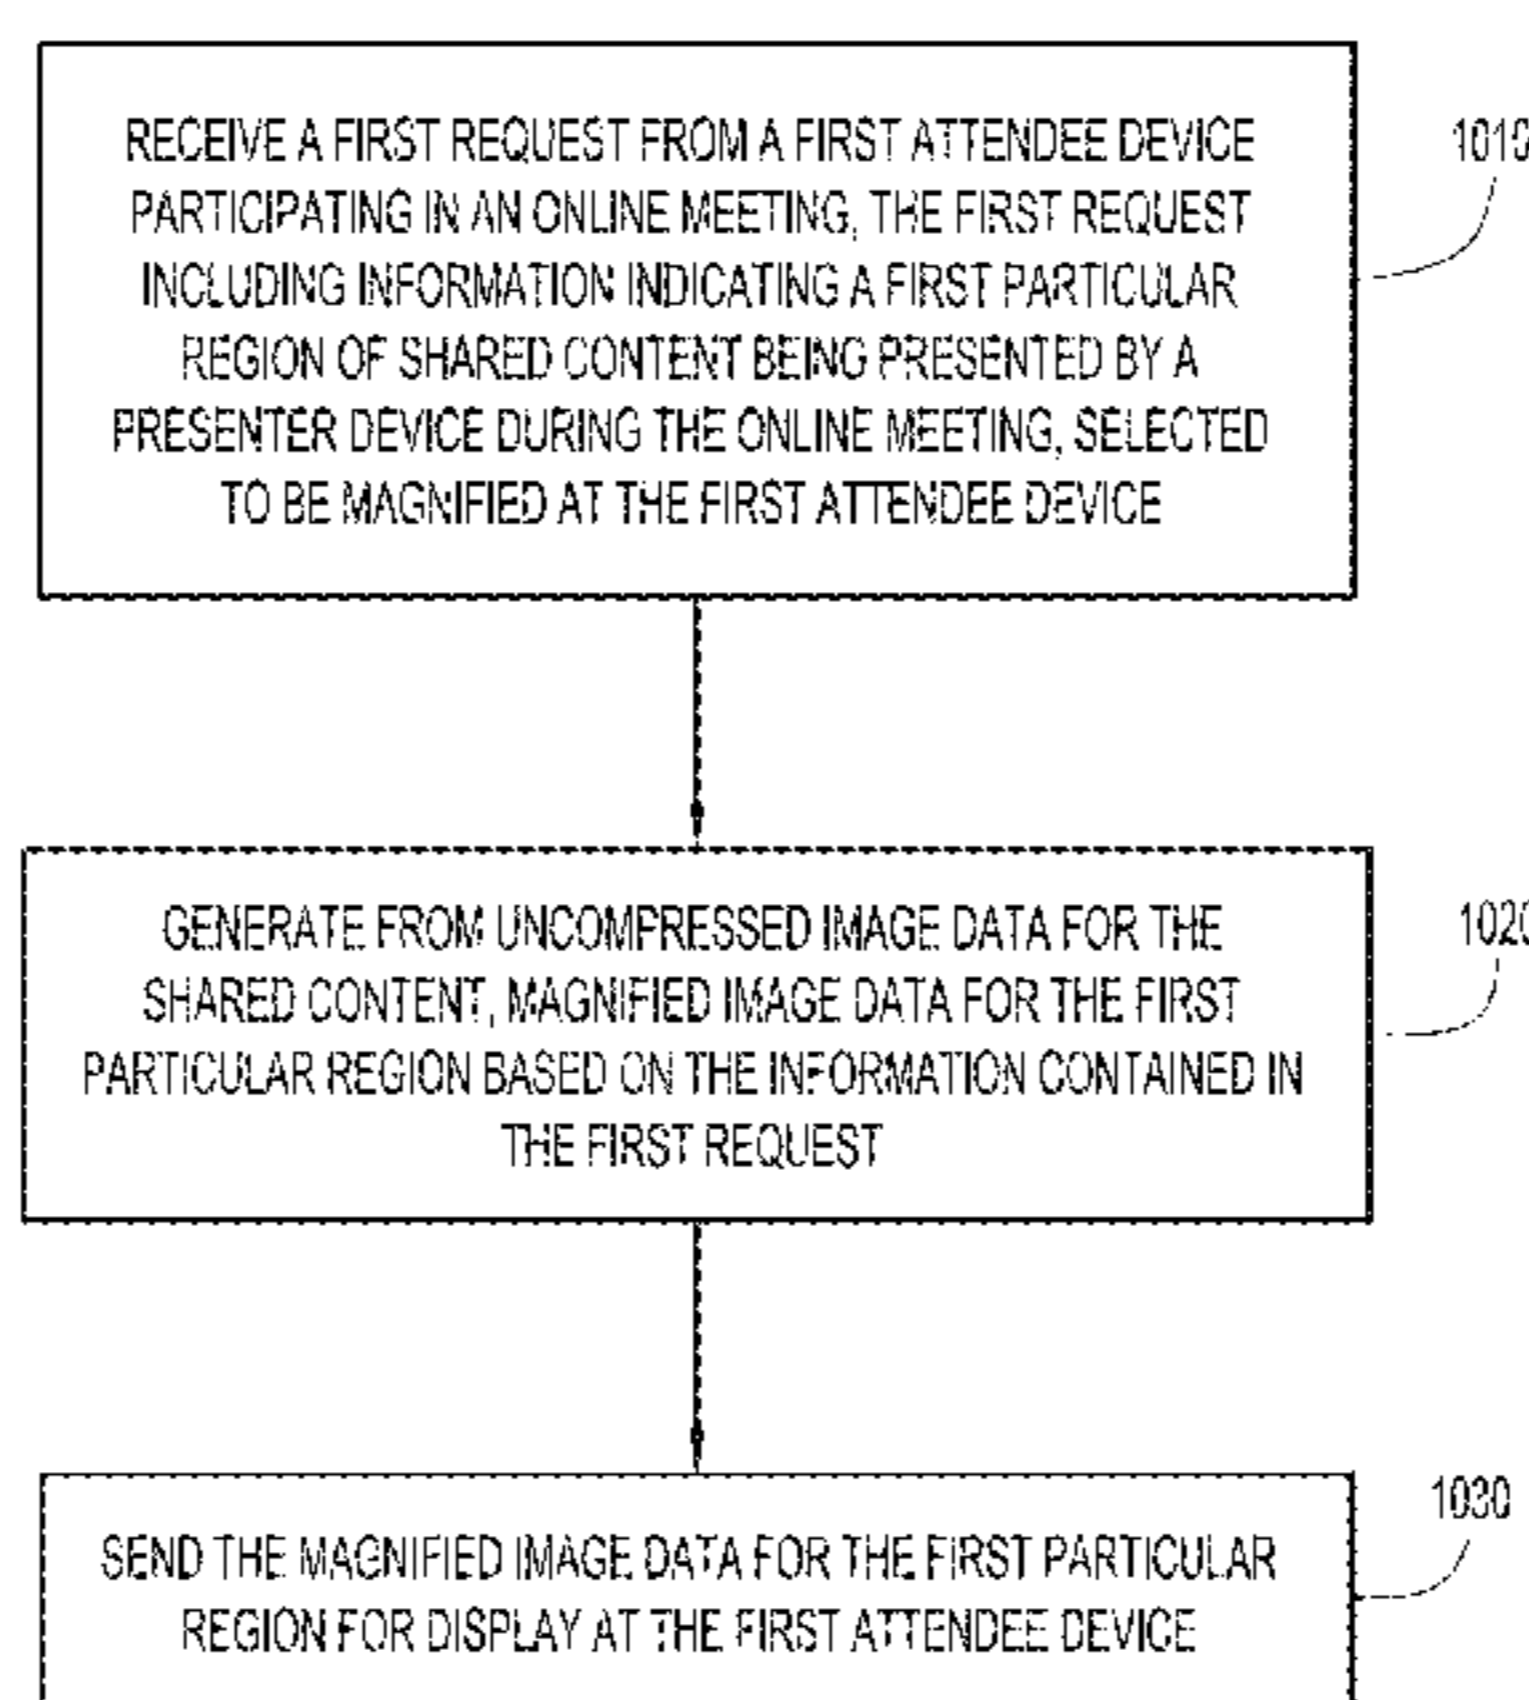 RECEIVE A FIRST REQUEST FROM A FIRST ATTENDEE DEVICE
PARTICIPATING IN AN ONLINE MEETING, THE FIRST REQUEST
INCLUDING INFORMATION INDICATING A FIRST PARTICULAR
REGION OF SHARED CONTENT BEING PRESENTED BY A
PRESENTER DEVICE DURING THE ONLINE MEETING, SELECTED
TO BE MAGNIFIED AT THE FIRST ATTENDEE DEVICE
1010
GENERATE FROM UNCOMPRESSED IMAGE DATA FOR THE
SHARED CONTENT, MAGNIFIED IMAGE DATA FOR THE FIRST
PARTICULAR REGION BASED ON THE INFORMATION CONTAINED IN
THE FIRST REQUEST
1020
SEND THE MAGNIFIED IMAGE DATA FOR THE FIRST PARTICULAR
REGION FOR DISPLAY AT THE FIRST ATTENDEE DEVICE
1030